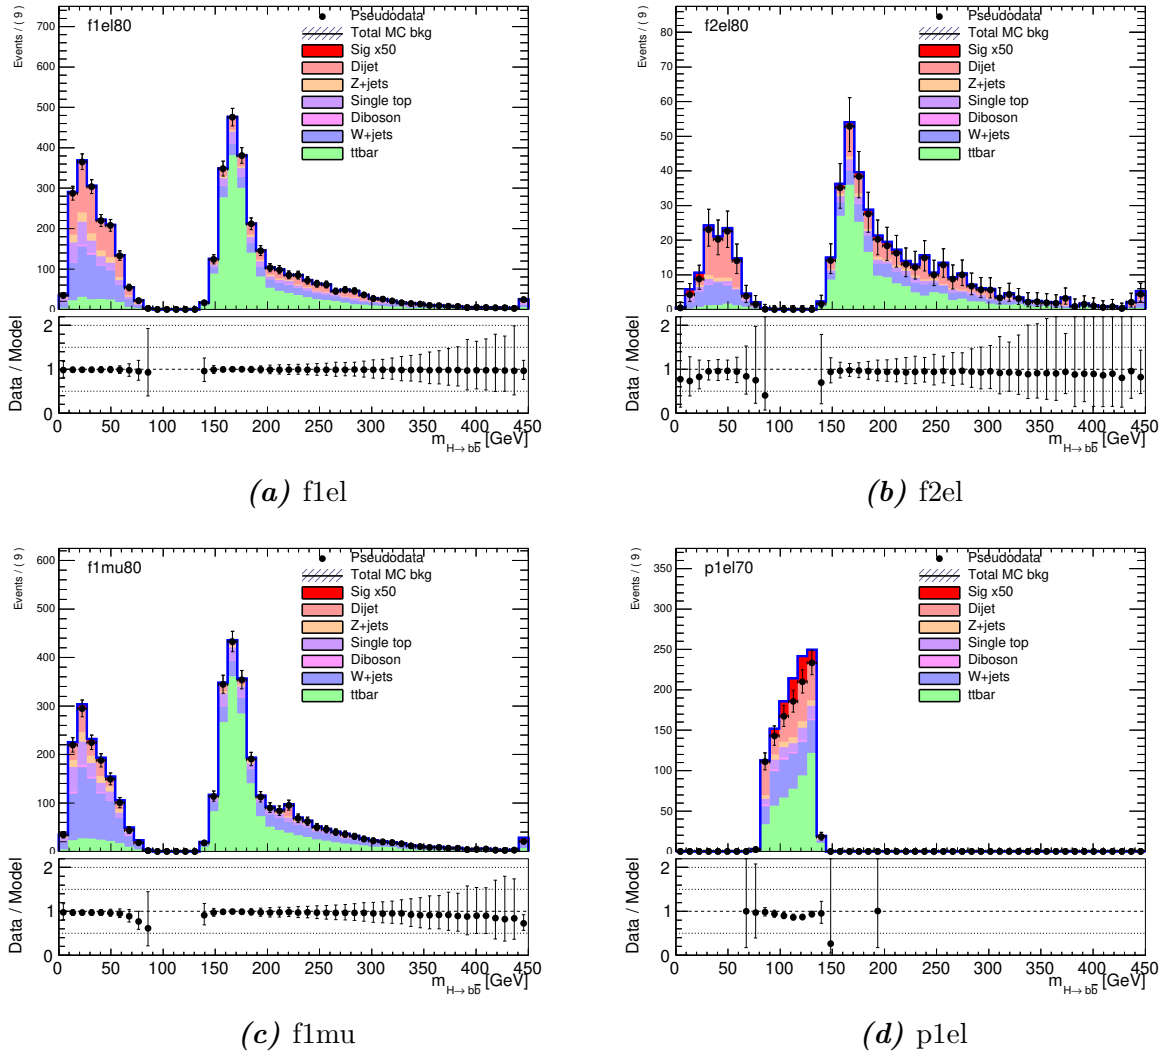 Events / ( 9 )
f1el80
Pseudodata
Total MC bkg
Sig x50
Dijet
Z+jets
Single top
Diboson
W+jets
ttbar
700
600
500
400
300
200
100
0
Data / Model
2
1
0
0 50 100 150 200 250 300 350 400 450
m H→ bb̅ [GeV]
(a) f1el
Events / ( 9 )
f2el80
Pseudodata
Total MC bkg
Sig x50
Dijet
Z+jets
Single top
Diboson
W+jets
ttbar
80
70
60
50
40
30
20
10
0
Data / Model
2
1
0
0 50 100 150 200 250 300 350 400 450
m H→ bb̅ [GeV]
(b) f2el
Events / ( 9 )
f1mu80
Pseudodata
Total MC bkg
Sig x50
Dijet
Z+jets
Single top
Diboson
W+jets
ttbar
600
500
400
300
200
100
0
Data / Model
2
1
0
0 50 100 150 200 250 300 350 400 450
m H→ bb̅ [GeV]
(c) f1mu
Events / ( 9 )
p1el70
Pseudodata
Total MC bkg
Sig x50
Dijet
Z+jets
Single top
Diboson
W+jets
ttbar
350
300
250
200
150
100
50
0
Data / Model
2
1
0
0 50 100 150 200 250 300 350 400 450
m H→ bb̅ [GeV]
(d) p1el